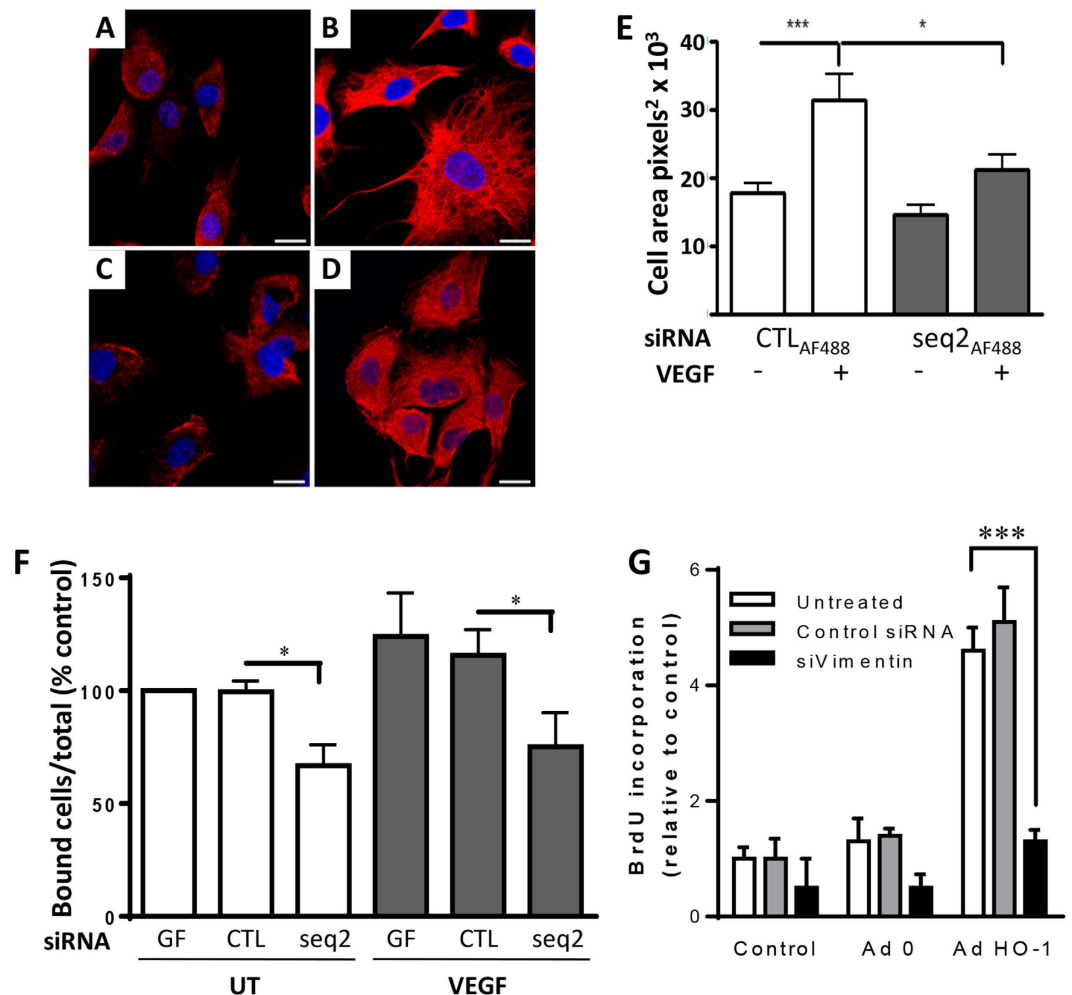 A
B
C
D
E
*** *
Cell area pixels² x 10³
40
30
20
10
siRNA CTL_AF488 seq2_AF488
VEGF - + - +
F
Bound cells/total (% control)
150
100
50
0
* *
siRNA GF CTL seq2 GF CTL seq2
UT VEGF
G
BrdU incorporation
(relative to control)
6
4
2
0
Untreated
Control siRNA
siVimentin
***
Control Ad 0 Ad HO-1